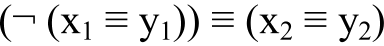 (¬ (x₁ ≡ y₁)) ≡ (x₂ ≡ y₂)